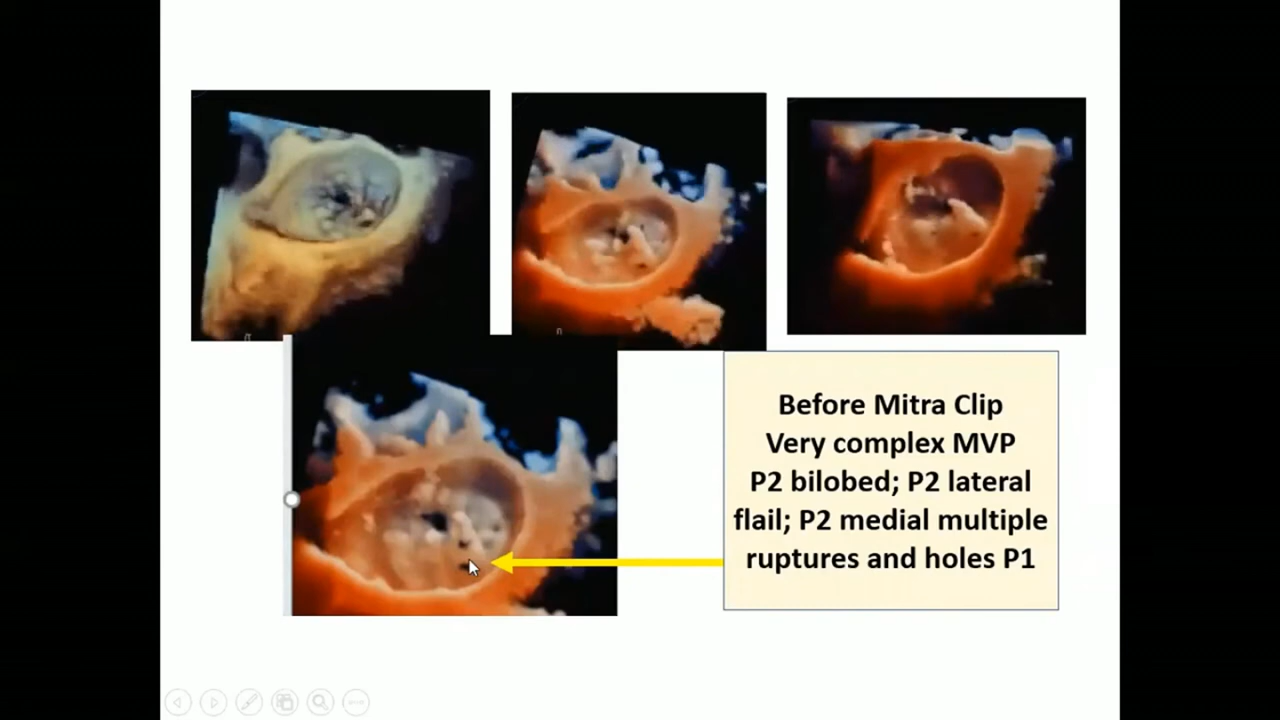 Before Mitra Clip
Very complex MVP
P2 bilobed; P2 lateral
flail; P2 medial multiple
ruptures and holes P1